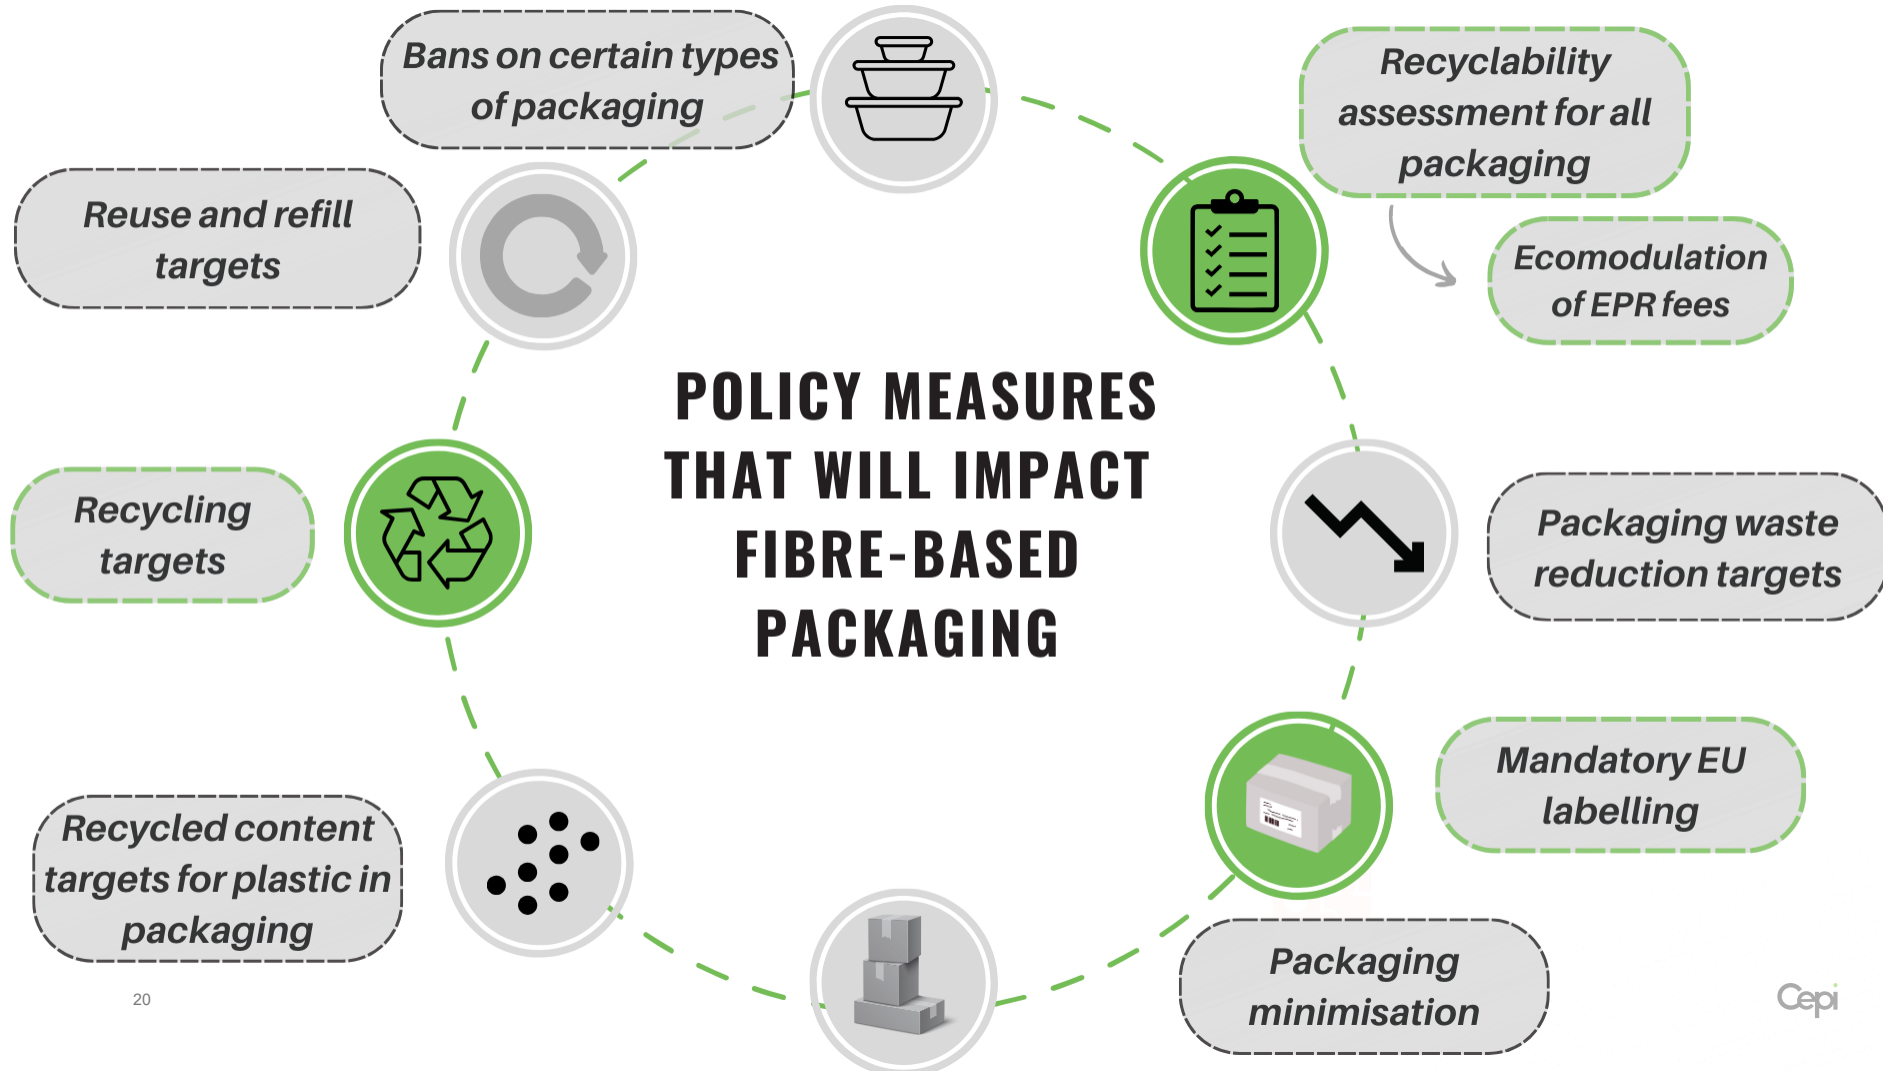 Bans on certain types
of packaging
Recyclability
assessment for all
packaging
Reuse and refill
targets
Ecomodulation
of EPR fees
POLICY MEASURES
THAT WILL IMPACT
FIBRE-BASED
PACKAGING
Recycling
targets
Packaging waste
reduction targets
Mandatory EU
labelling
Recycled content
targets for plastic in
packaging
Packaging
minimisation
20
Cepi